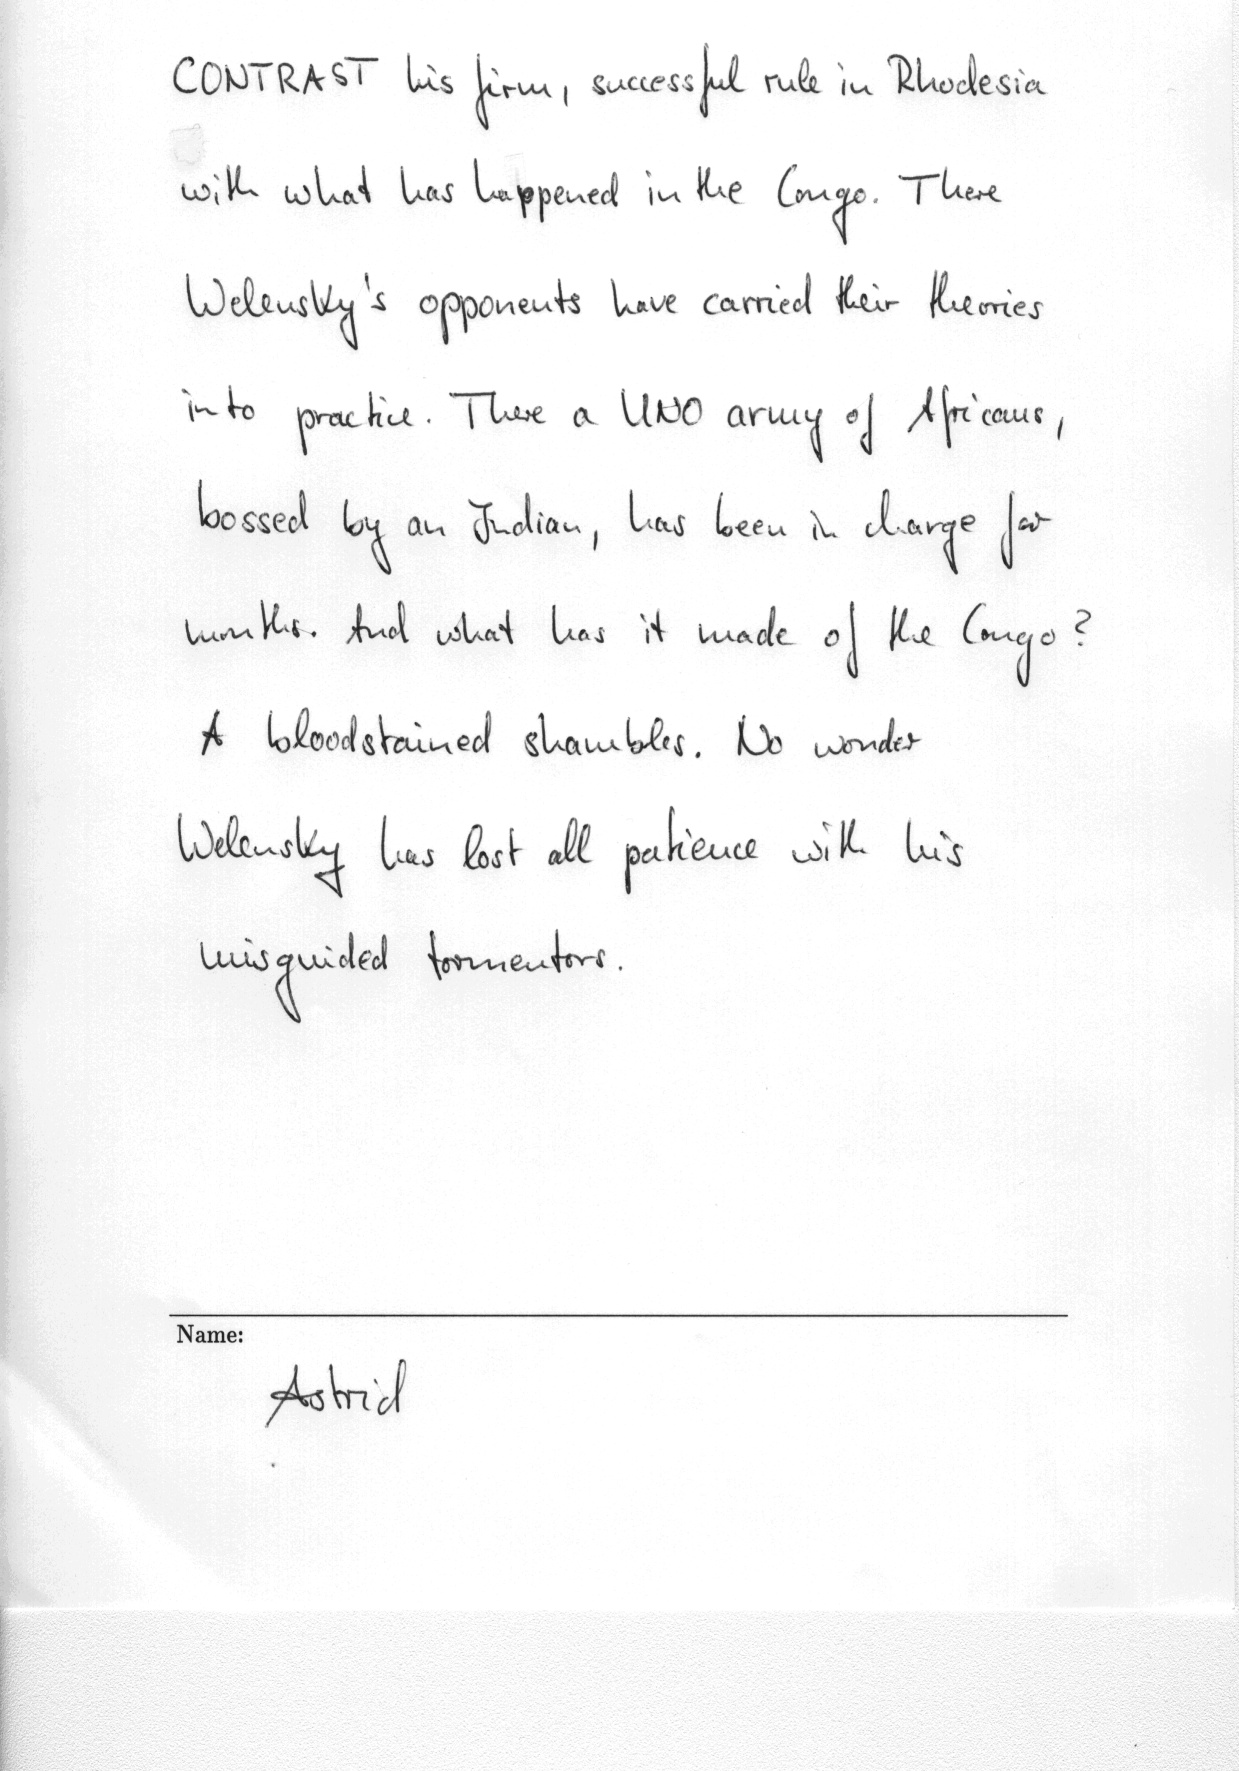 CONTRAST his firm, successful rule in Rhodesia
with what has happened in the Congo. There
Welensky's opponents have carried their theories
into practice. There a UNO army of Africans,
bossed by an Indian, has been in charge for
months. And what has it made of the Congo?
A bloodstained shambles. No wonder
Welensky has lost all patience with his
misguided tormentors.
Name:
Astrid